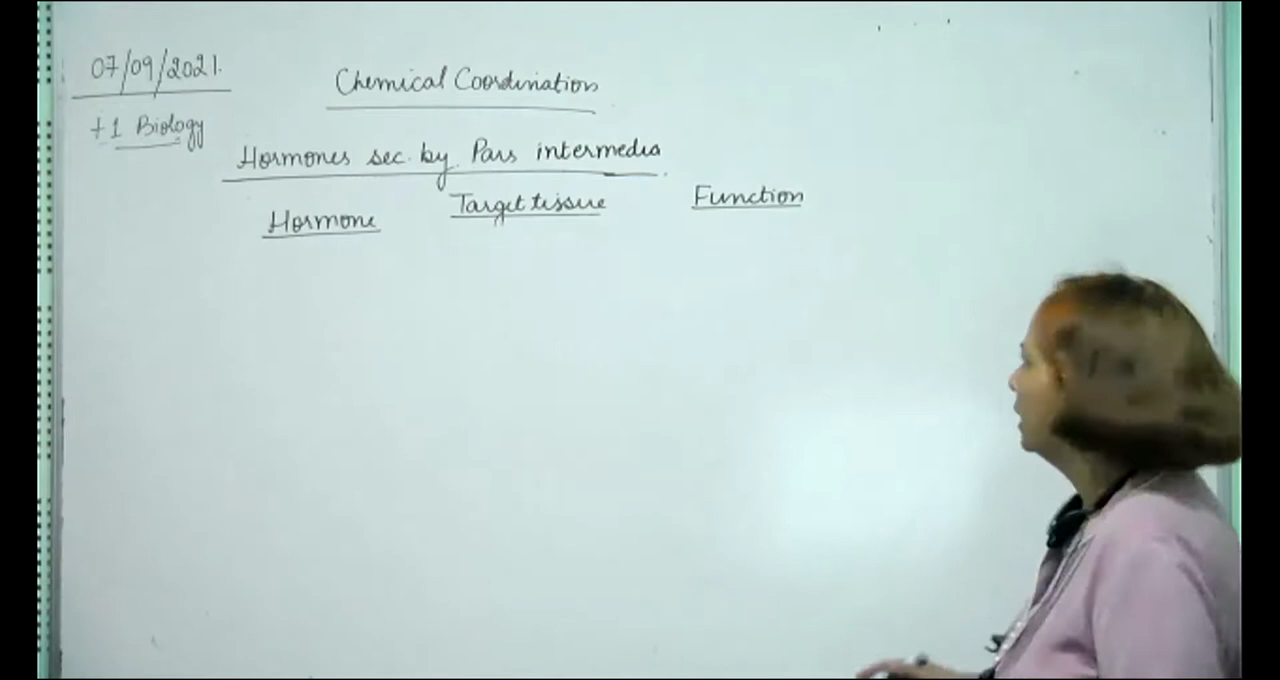 07/09/2021.
Chemical Coordination
+1 Biology
Hormones sec. by Pars intermedia
Hormone Target tissue Function